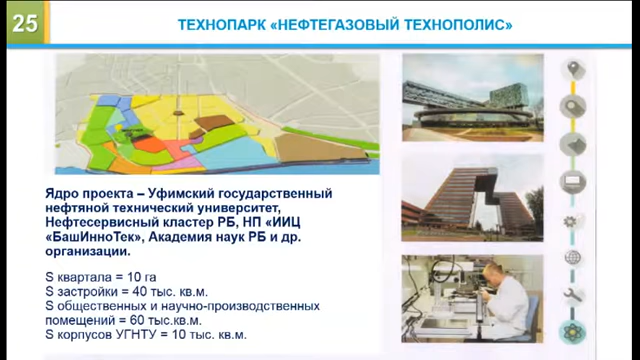 25
ТЕХНОПАРК «НЕФТЕГАЗОВЫЙ ТЕХНОПОЛИС»
Ядро проекта – Уфимский государственный
нефтяной технический университет,
Нефтесервисный кластер РБ, НП «ИИЦ
«БашИнноТек», Академия наук РБ и др.
организации.
S квартала = 10 га
S застройки = 40 тыс. кв.м.
S общественных и научно-производственных
помещений = 60 тыс.кв.м.
S корпусов УГНТУ = 10 тыс. кв.м.